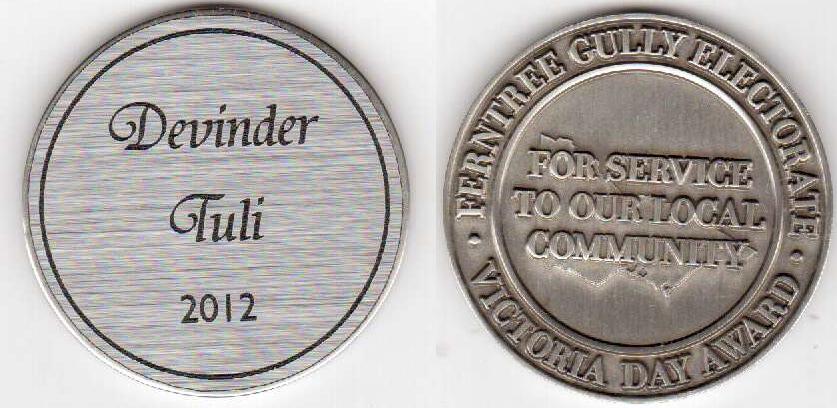 Devinder
Tuli
2012
FERNTREE GULLY ELECTORATE
FOR SERVICE
TO OUR LOCAL
COMMUNITY
VICTORIA DAY AWARD